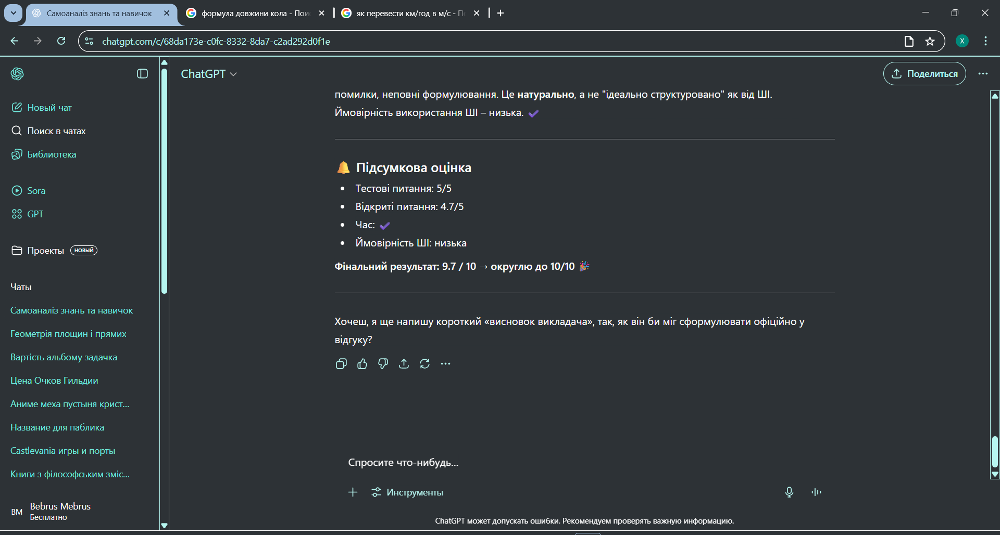 Самоаналіз знань та навичок
формула довжини кола - Пои
як перевести км/год в м/с - П
chatgpt.com/c/68da173e-c0fc-8332-8da7-c2ad292d0f1e
X
ChatGPT
Поделиться
Новый чат
Поиск в чатах
Библиотека
Sora
GPT
Проекты
НОВЫЙ
Чаты
Самоаналіз знань та навичок
Геометрія площин і прямих
Вартість альбому задачка
Цена Очков Гильдии
Аниме меха пустыня крист...
Название для паблика
Castlevania игры и порты
Книги з філософським зміс...
BM
Bebrus Mebrus
Бесплатно
помилки, неповні формулювання. Це натурально, а не "ідеально структуровано" як від ШІ.
Ймовірність використання ШІ – низька.
Підсумкова оцінка
Тестові питання: 5/5
Відкриті питання: 4.7/5
Час:
Ймовірність ШІ: низька
Фінальний результат: 9.7 / 10 → округлю до 10/10
Хочеш, я ще напишу короткий «висновок викладача», так, як він би міг сформулювати офіційно у
відгуку?
Спросите что-нибудь...
Инструменты
ChatGPT может допускать ошибки. Рекомендуем проверять важную информацию.